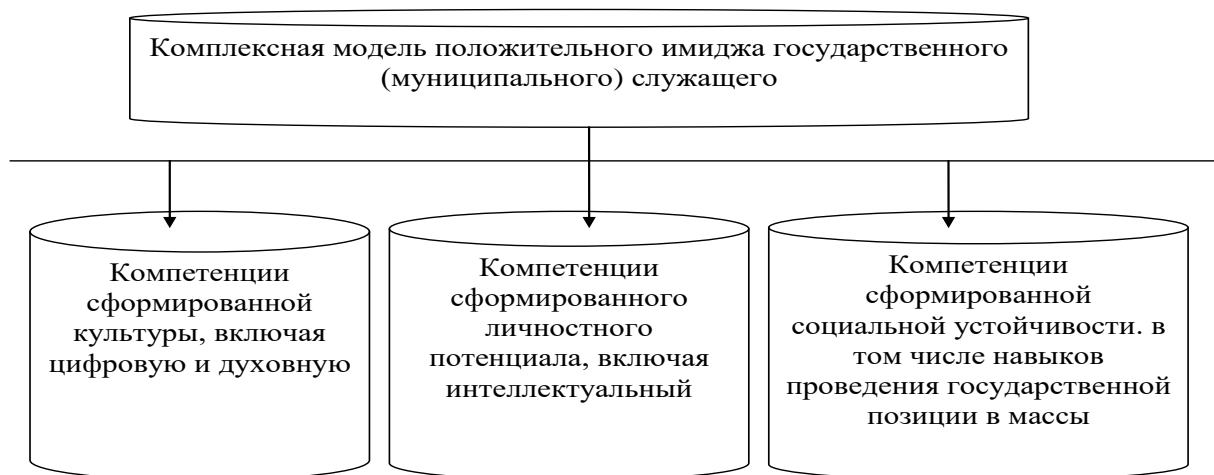 Комплексная модель положительного имиджа государственного
(муниципального) служащего
Компетенции
сформированной
культуры, включая
цифровую и духовную
Компетенции
сформированного
личностного
потенциала, включая
интеллектуальный
Компетенции
сформированной
социальной устойчивости. в
том числе навыков
проведения государственной
позиции в массы